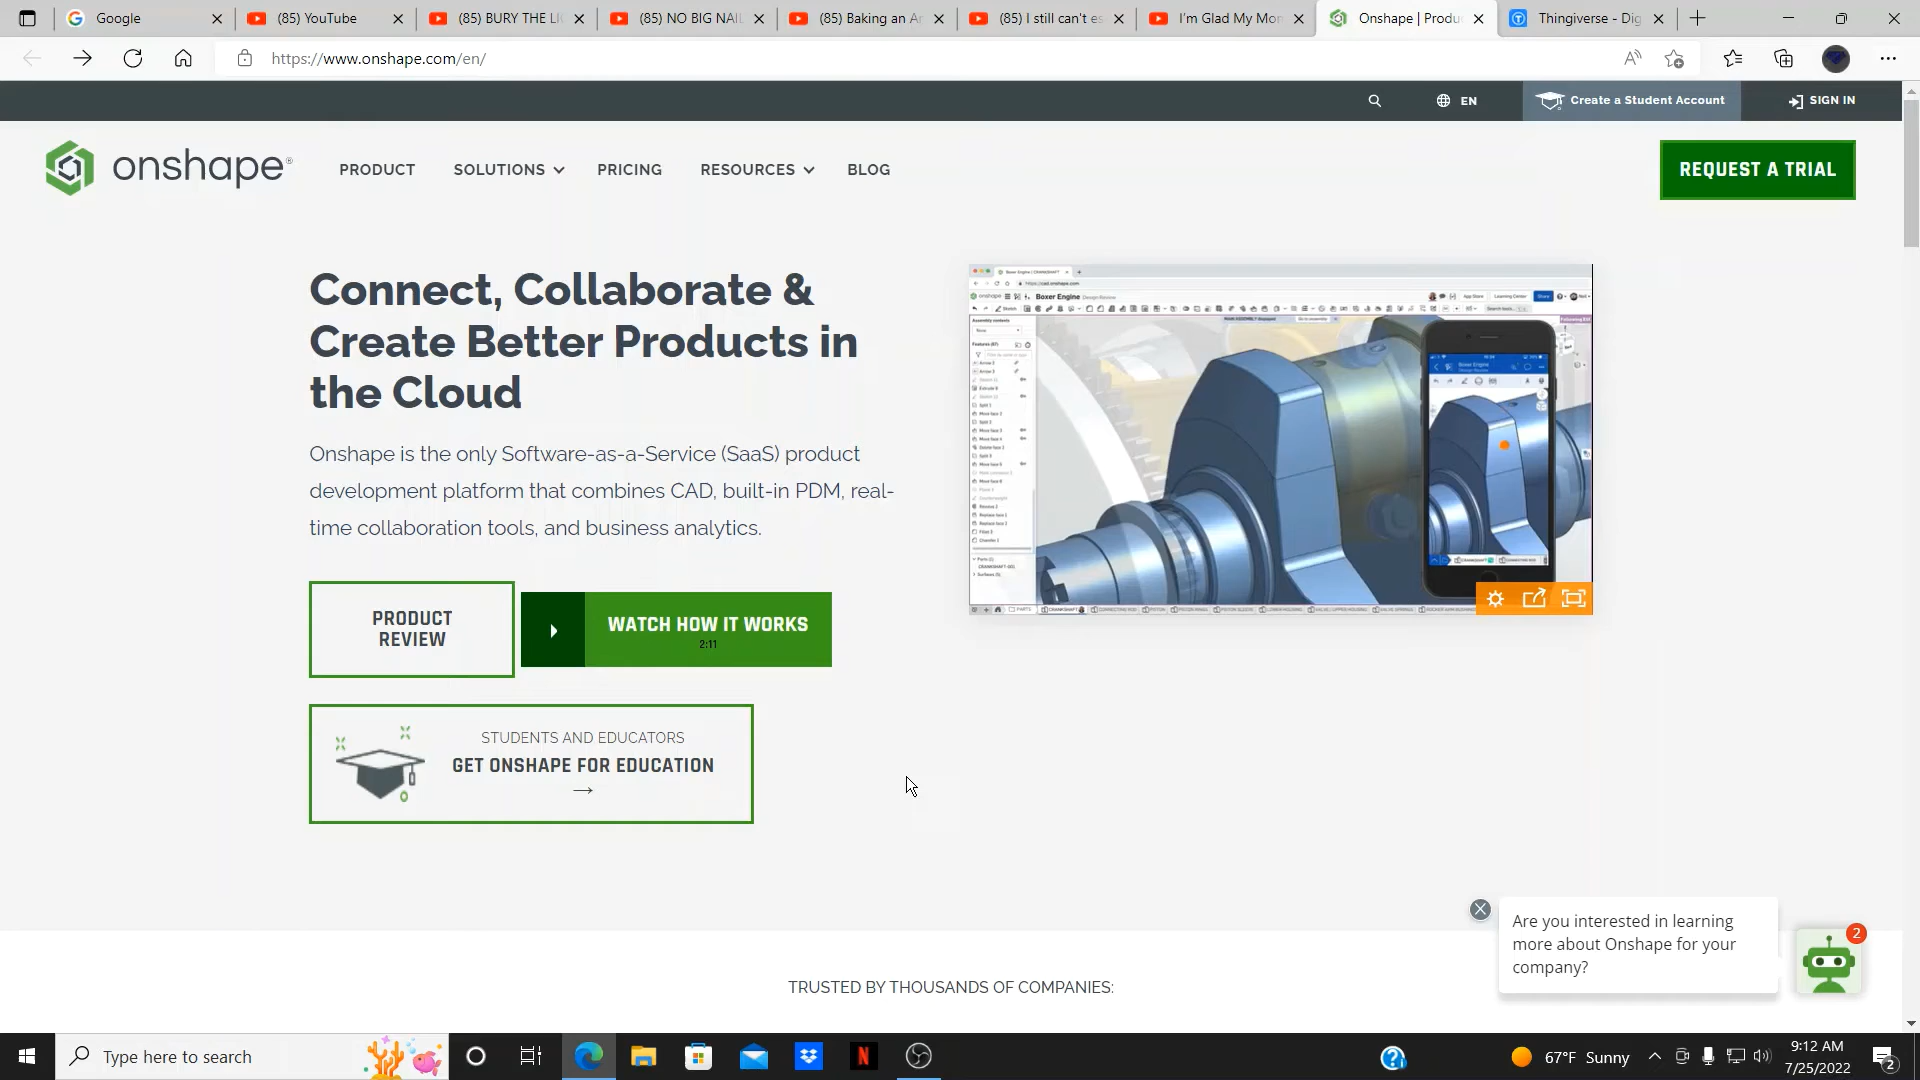 Google
(85) YouTube
(85) BURY THE LI
(85) NO BIG NAIL
(85) Baking an Ar
(85) I still can't es
I'm Glad My Mom
Onshape | Produ
Thingiverse - Dig
https://www.onshape.com/en/
EN
Create a Student Account
SIGN IN
onshape®
PRODUCT
SOLUTIONS
PRICING
RESOURCES
BLOG
REQUEST A TRIAL
Connect, Collaborate &
Create Better Products in
the Cloud
Onshape is the only Software-as-a-Service (SaaS) product
development platform that combines CAD, built-in PDM, real-
time collaboration tools, and business analytics.
Boxer Engine
PRODUCT
REVIEW
WATCH HOW IT WORKS
2:11
STUDENTS AND EDUCATORS
GET ONSHAPE FOR EDUCATION
→
Are you interested in learning
more about Onshape for your
company?
2
TRUSTED BY THOUSANDS OF COMPANIES:
Type here to search
67°F Sunny
9:12 AM
7/25/2022
2